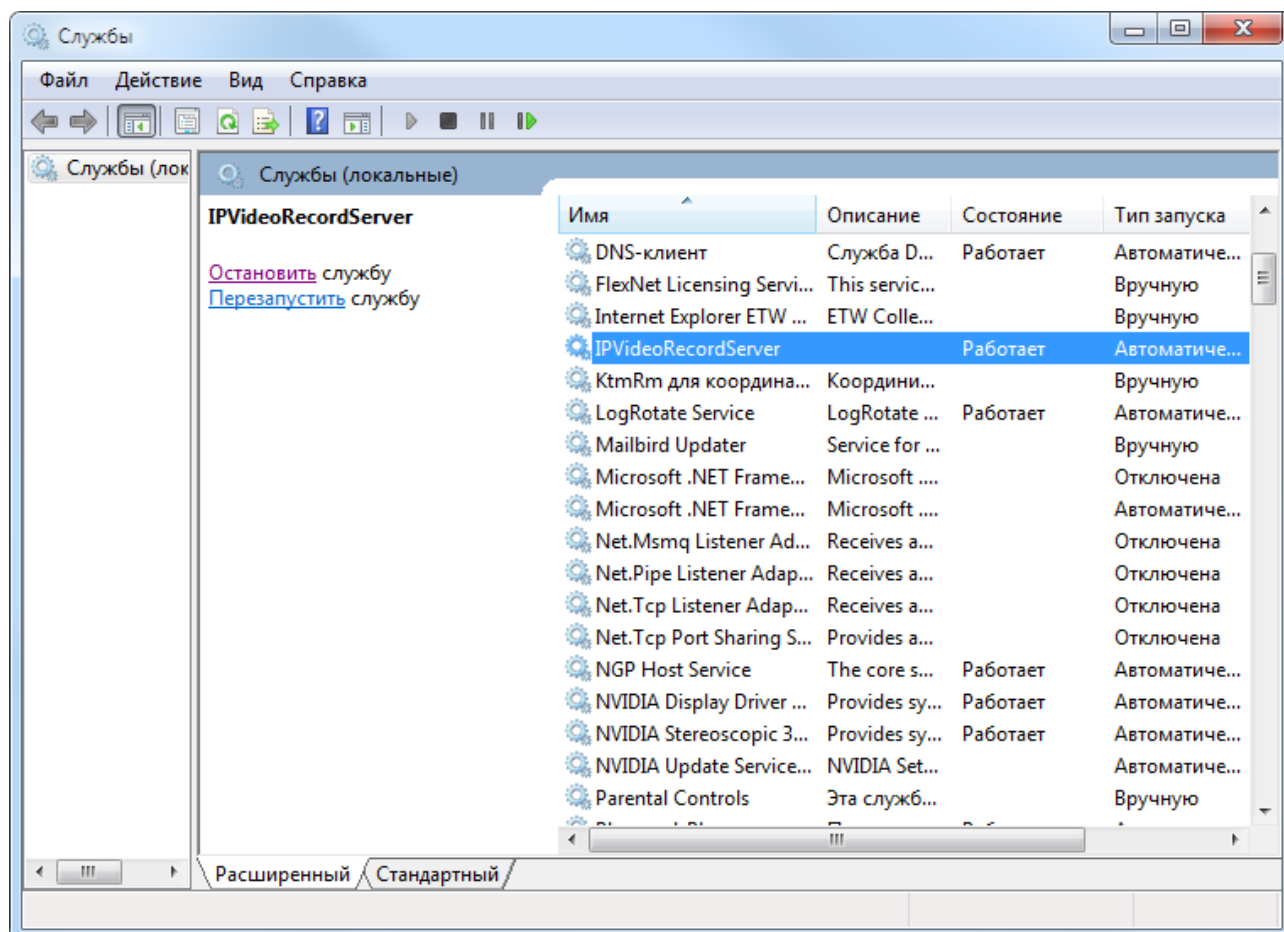 Службы
Файл Действие Вид Справка
Службы (лок
Службы (локальные)
IPVideoRecordServer
Остановить службу
Перезапустить службу
Имя Описание Состояние Тип запуска
DNS-клиент Служба D... Работает Автоматиче...
FlexNet Licensing Servi... This servic... Вручную
Internet Explorer ETW ... ETW Colle... Вручную
IPVideoRecordServer Работает Автоматиче...
KtmRm для координа... Координи... Вручную
LogRotate Service LogRotate ... Работает Автоматиче...
Mailbird Updater Service for ... Вручную
Microsoft .NET Frame... Microsoft .... Отключена
Microsoft .NET Frame... Microsoft .... Автоматиче...
Net.Msmq Listener Ad... Receives a... Отключена
Net.Pipe Listener Adap... Receives a... Отключена
Net.Tcp Listener Adap... Receives a... Отключена
Net.Tcp Port Sharing S... Provides a... Отключена
NGP Host Service The core s... Работает Автоматиче...
NVIDIA Display Driver ... Provides sy... Работает Автоматиче...
NVIDIA Stereoscopic 3... Provides sy... Работает Автоматиче...
NVIDIA Update Service... NVIDIA Set... Автоматиче...
Parental Controls Эта служб... Вручную
Расширенный Стандартный